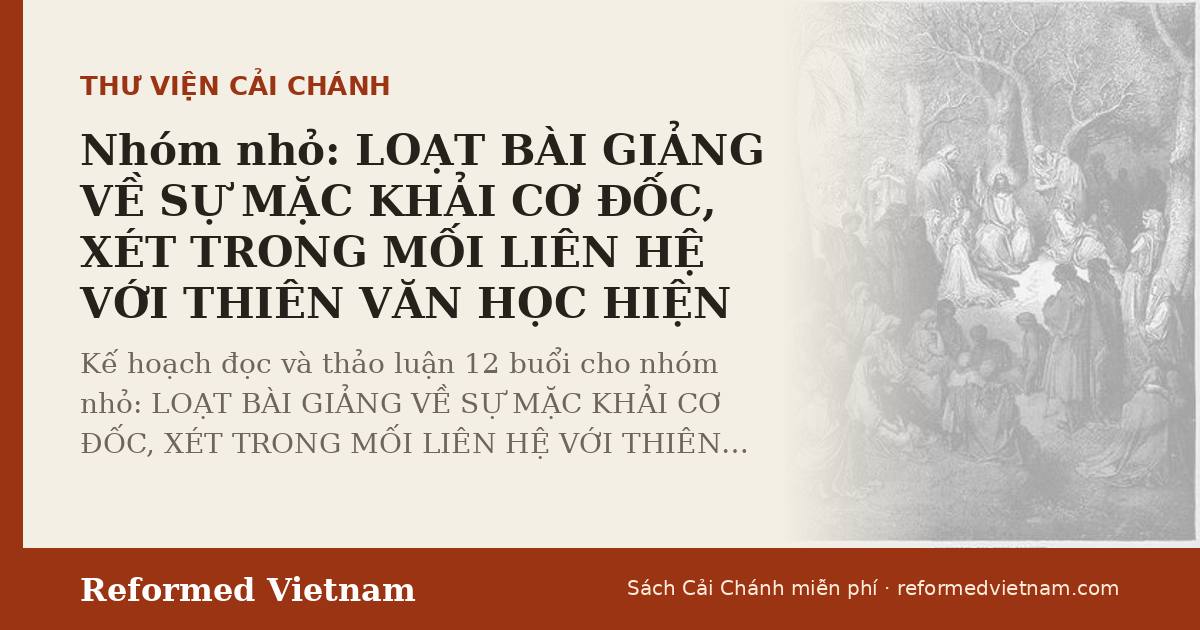 THƯ VIỆN CẢI CHÁNH
Nhóm nhỏ: LOẠT BÀI GIẢNG
VỀ SỰ MẶC KHẢI CƠ ĐỐC,
XÉT TRONG MỐI LIÊN HỆ
VỚI THIÊN VĂN HỌC HIỆN
Kế hoạch đọc và thảo luận 12 buổi cho nhóm
nhỏ: LOẠT BÀI GIẢNG VỀ SỰ MẶC KHẢI CƠ
ĐỐC, XÉT TRONG MỐI LIÊN HỆ VỚI THIÊN...
Reformed Vietnam
Sách Cải Chánh miễn phí · reformedvietnam.com